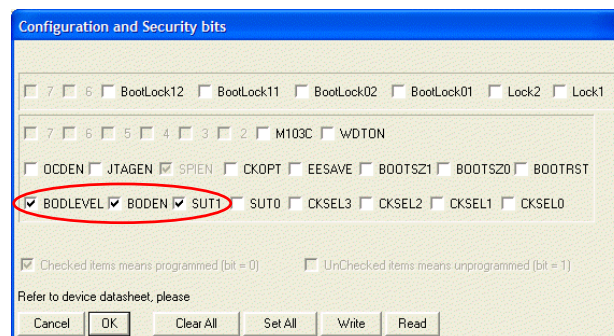 Configuration and Security bits
7 6 BootLock12 BootLock11 BootLock02 BootLock01 Lock2 Lock1
7 6 5 4 3 2 M103C WDTON
OCDEN JTAGEN SPIEN CKOPT EESAVE BOOTSZ1 BOOTSZ0 BOOTRST
BODLEVEL BODEN SUT1 SUT0 CKSEL3 CKSEL2 CKSEL1 CKSEL0
Checked items means programmed (bit = 0) UnChecked items means unprogrammed (bit = 1)
Refer to device datasheet, please
Cancel OK Clear All Set All Write Read